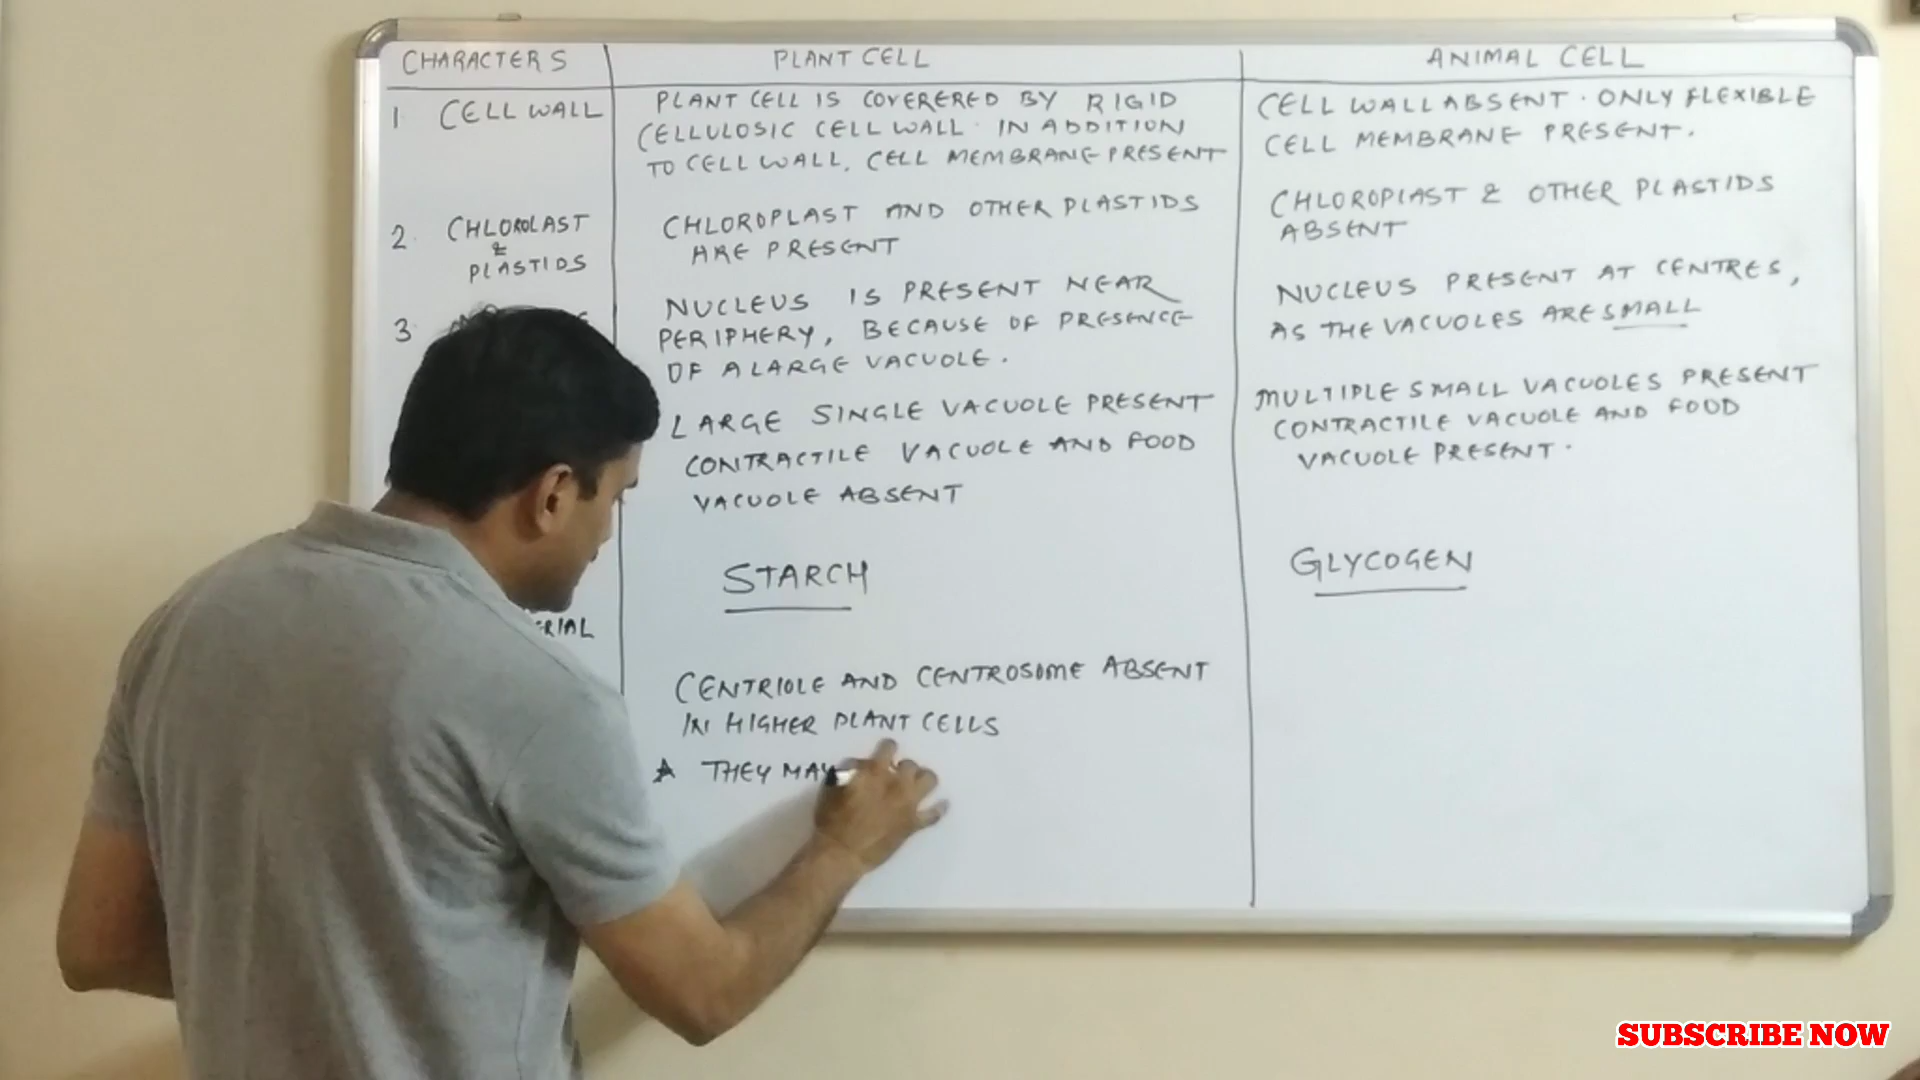 CHARACTERS PLANT CELL ANIMAL CELL
1 CELL WALL
PLANT CELL IS COVERERED BY RIGID
CELLULOSIC CELL WALL. IN ADDITION
TO CELL WALL, CELL MEMBRANE PRESENT
CELL WALL ABSENT. ONLY FLEXIBLE
CELL MEMBRANE PRESENT.
2 CHLOROLAST
&
PLASTIDS
CHLOROPLAST AND OTHER PLASTIDS
ARE PRESENT
CHLOROPLAST & OTHER PLASTIDS
ABSENT
3
NUCLEUS IS PRESENT NEAR
PERIPHERY, BECAUSE OF PRESENCE
OF A LARGE VACUOLE.
NUCLEUS PRESENT AT CENTRES,
AS THE VACUOLES ARE SMALL
LARGE SINGLE VACUOLE PRESENT
CONTRACTILE VACUOLE AND FOOD
VACUOLE ABSENT
MULTIPLE SMALL VACUOLES PRESENT
CONTRACTILE VACUOLE AND FOOD
VACUOLE PRESENT.
ERIAL
STARCH
GLYCOGEN
CENTRIOLE AND CENTROSOME ABSENT
IN HIGHER PLANT CELLS
THEY MAY
SUBSCRIBE NOW